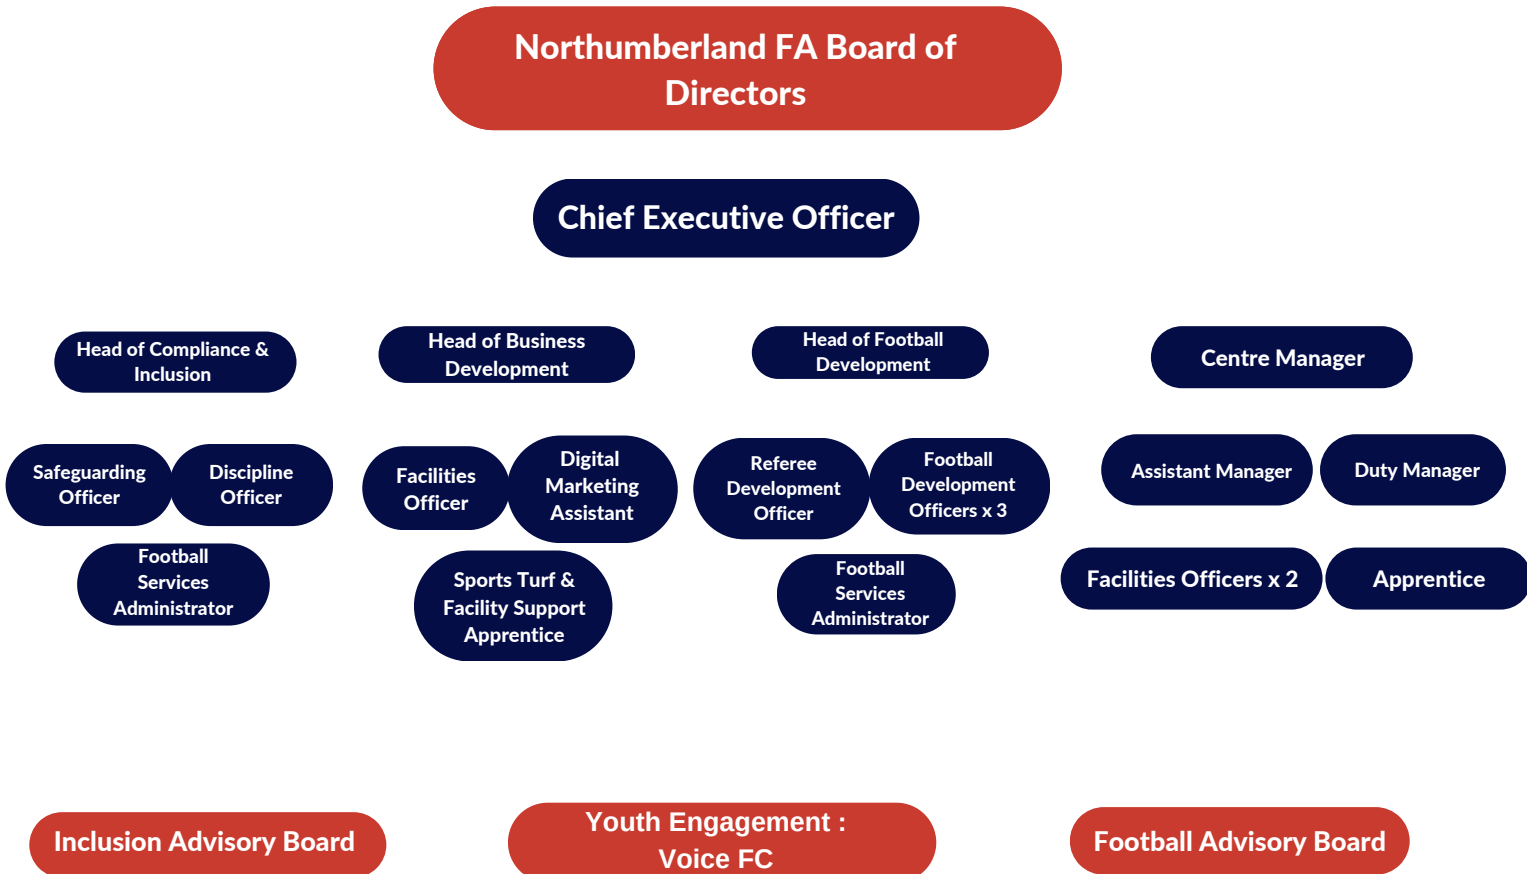 Northumberland FA Board of
Directors
Chief Executive Officer
Head of Compliance &
Inclusion
Head of Business
Development
Head of Football
Development
Centre Manager
Safeguarding
Officer
Discipline
Officer
Football
Services
Administrator
Facilities
Officer
Digital
Marketing
Assistant
Sports Turf &
Facility Support
Apprentice
Referee
Development
Officer
Football
Development
Officers x 3
Football
Services
Administrator
Assistant Manager
Duty Manager
Facilities Officers x 2
Apprentice
Inclusion Advisory Board
Youth Engagement :
Voice FC
Football Advisory Board